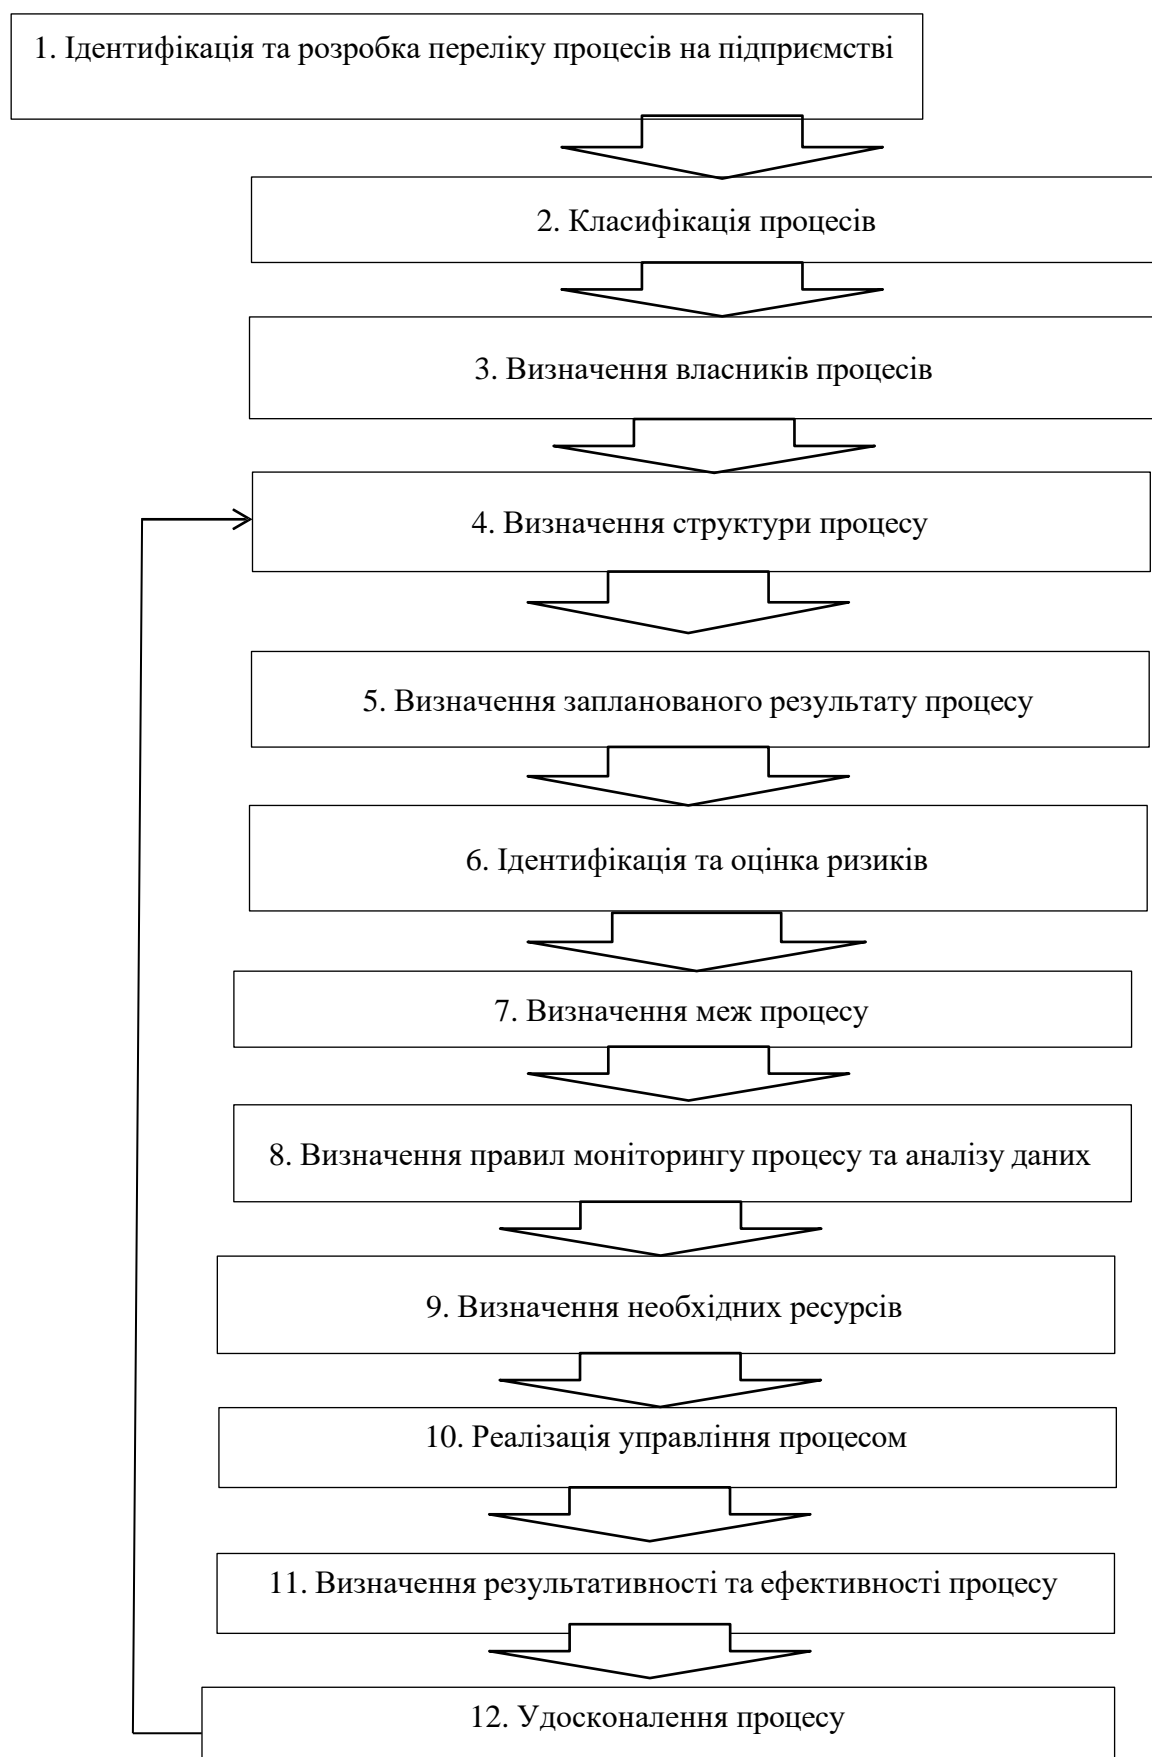 1. Ідентифікація та розробка переліку процесів на підприємстві
2. Класифікація процесів
3. Визначення власників процесів
4. Визначення структури процесу
5. Визначення запланованого результату процесу
6. Ідентифікація та оцінка ризиків
7. Визначення меж процесу
8. Визначення правил моніторингу процесу та аналізу даних
9. Визначення необхідних ресурсів
10. Реалізація управління процесом
11. Визначення результативності та ефективності процесу
12. Удосконалення процесу